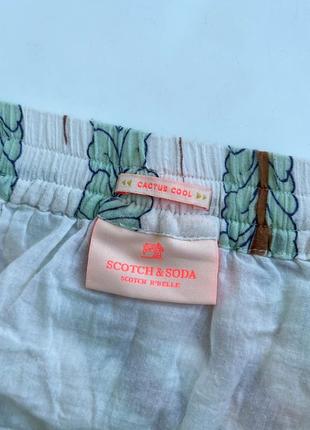 CACTUS COOL
SCOTCH & SODA
SCOTCH R'BELLE